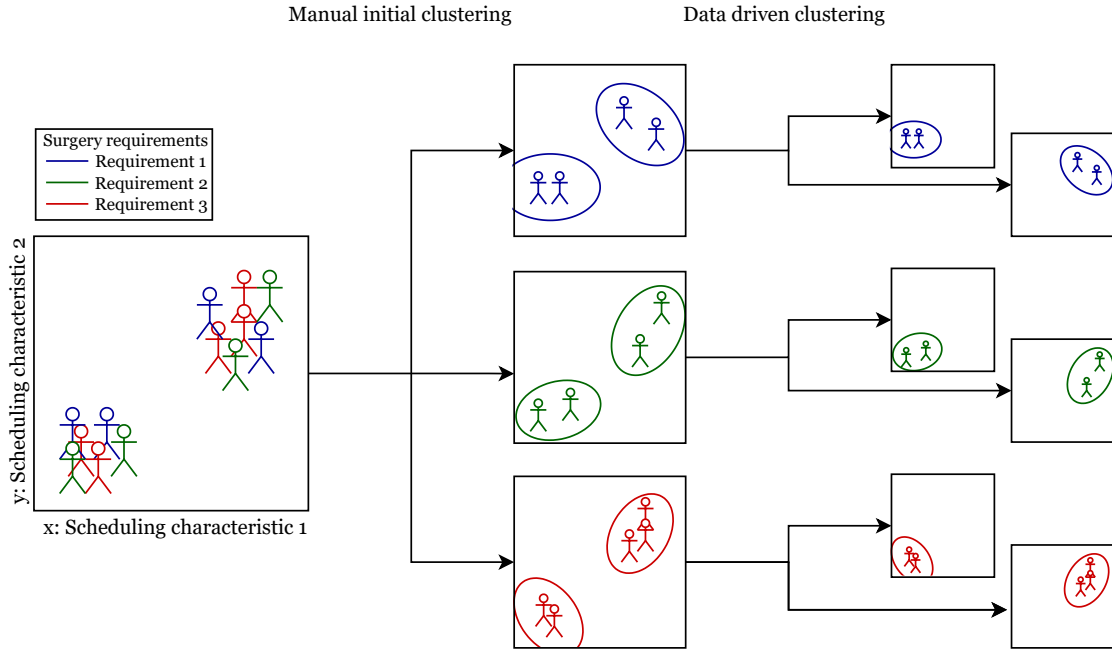 Manual initial clustering
Data driven clustering
Surgery requirements
Requirement 1
Requirement 2
Requirement 3
y: Scheduling characteristic 2
x: Scheduling characteristic 1